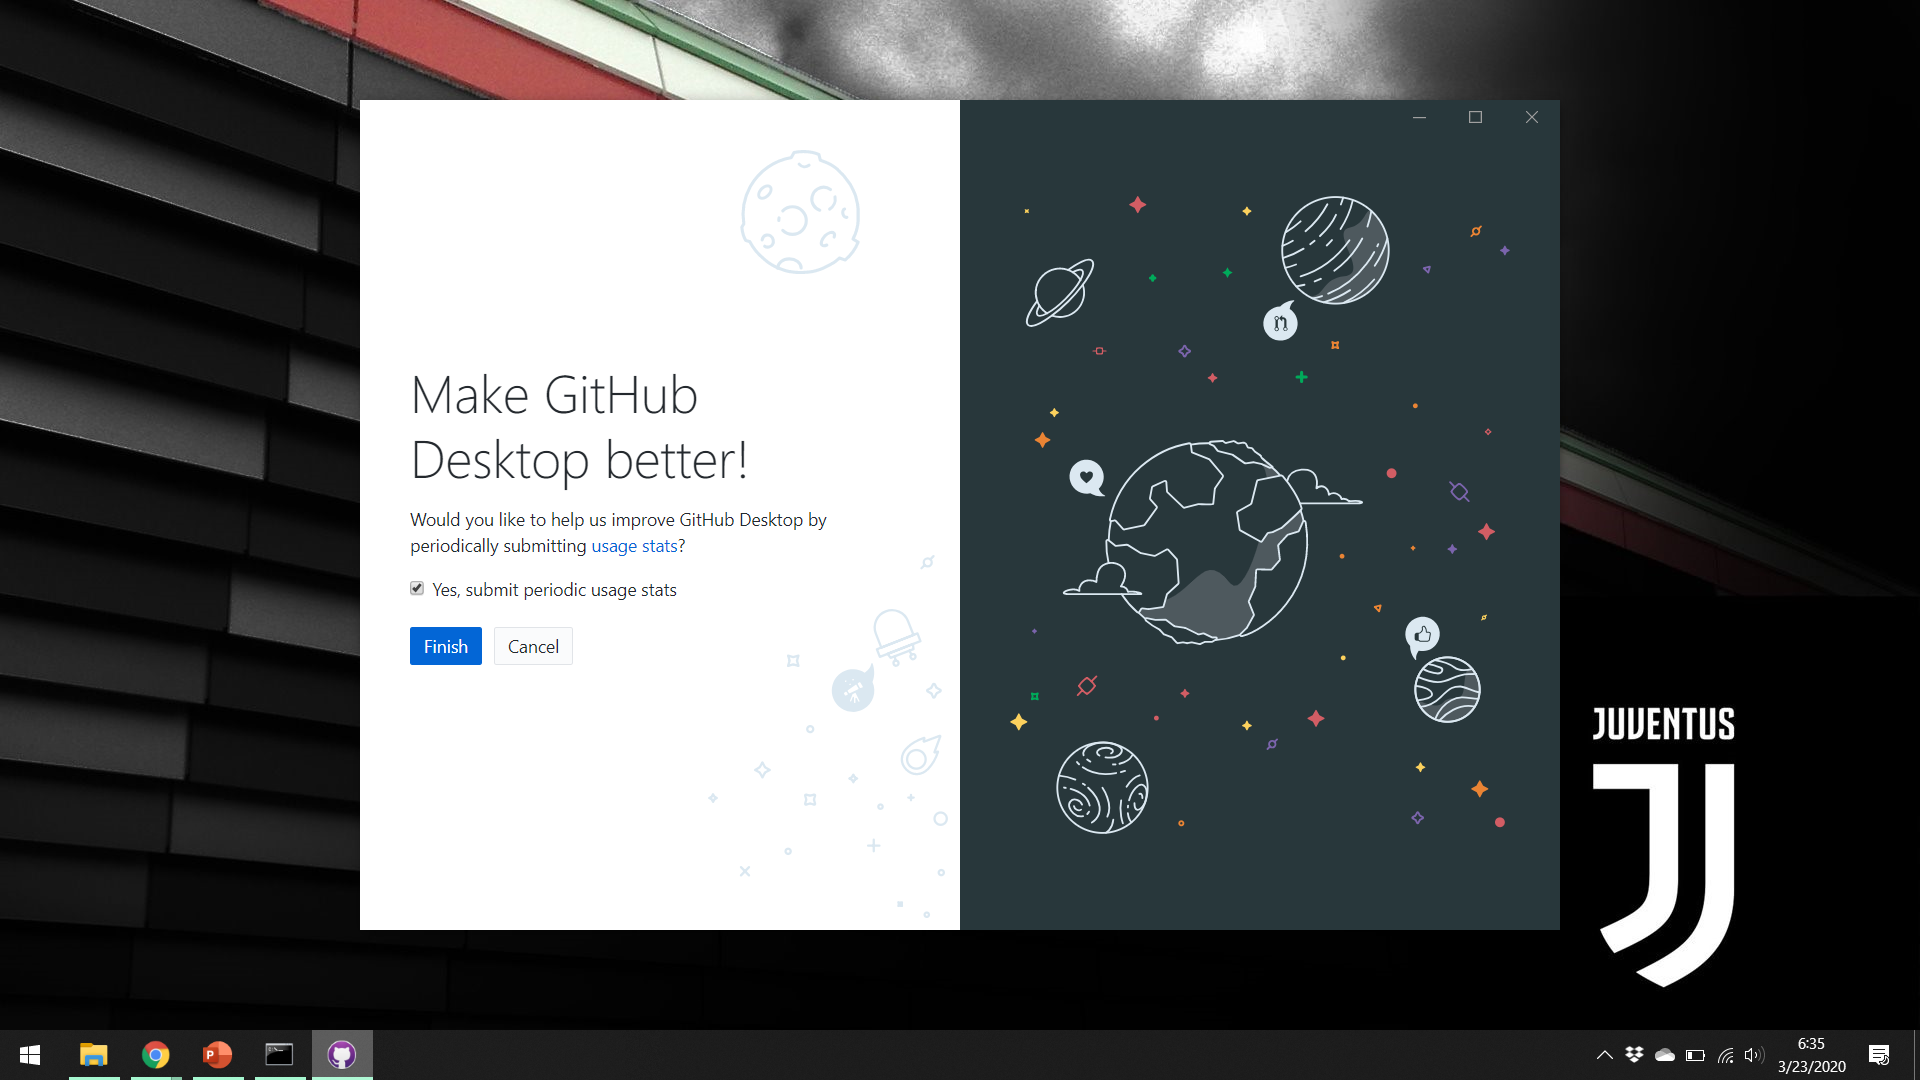 Make GitHub
Desktop better!
Would you like to help us improve GitHub Desktop by
periodically submitting usage stats?
Yes, submit periodic usage stats
Finish
Cancel
JUVENTUS
6:35
3/23/2020